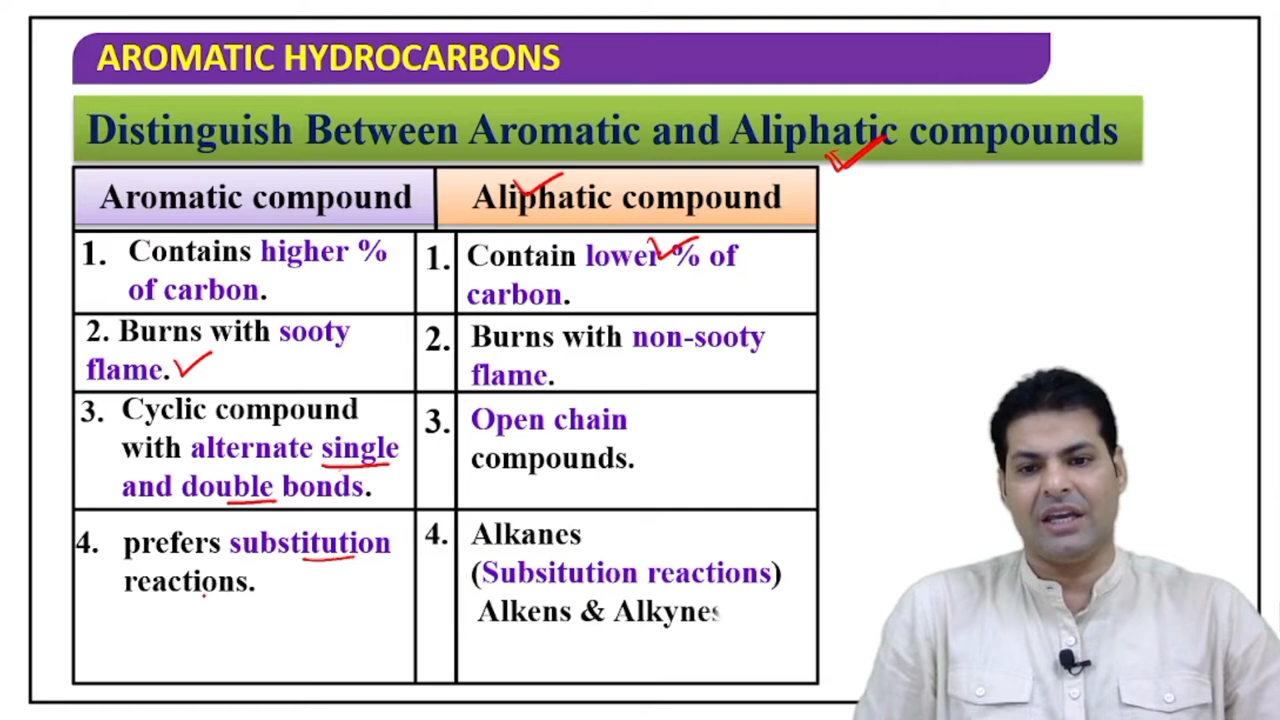 AROMATIC HYDROCARBONS
Distinguish Between Aromatic and Aliphatic compounds
Aromatic compound
Aliphatic compound
1. Contains higher %
of carbon.
1. Contain lower % of
carbon.
2. Burns with sooty
flame.
2. Burns with non-sooty
flame.
3. Cyclic compound
with alternate single
and double bonds.
3. Open chain
compounds.
4. prefers substitution
reactions.
4. Alkanes
(Subsitution reactions)
Alkens & Alkynes